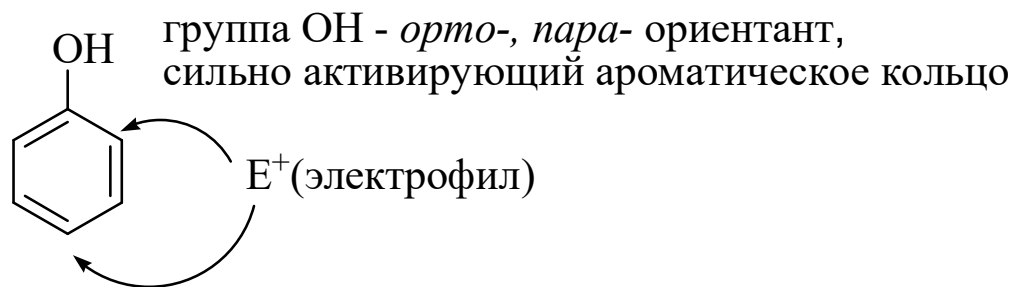 группа OH - орто-, пара- ориентант,
сильно активирующий ароматическое кольцо
OH
E⁺(электрофил)